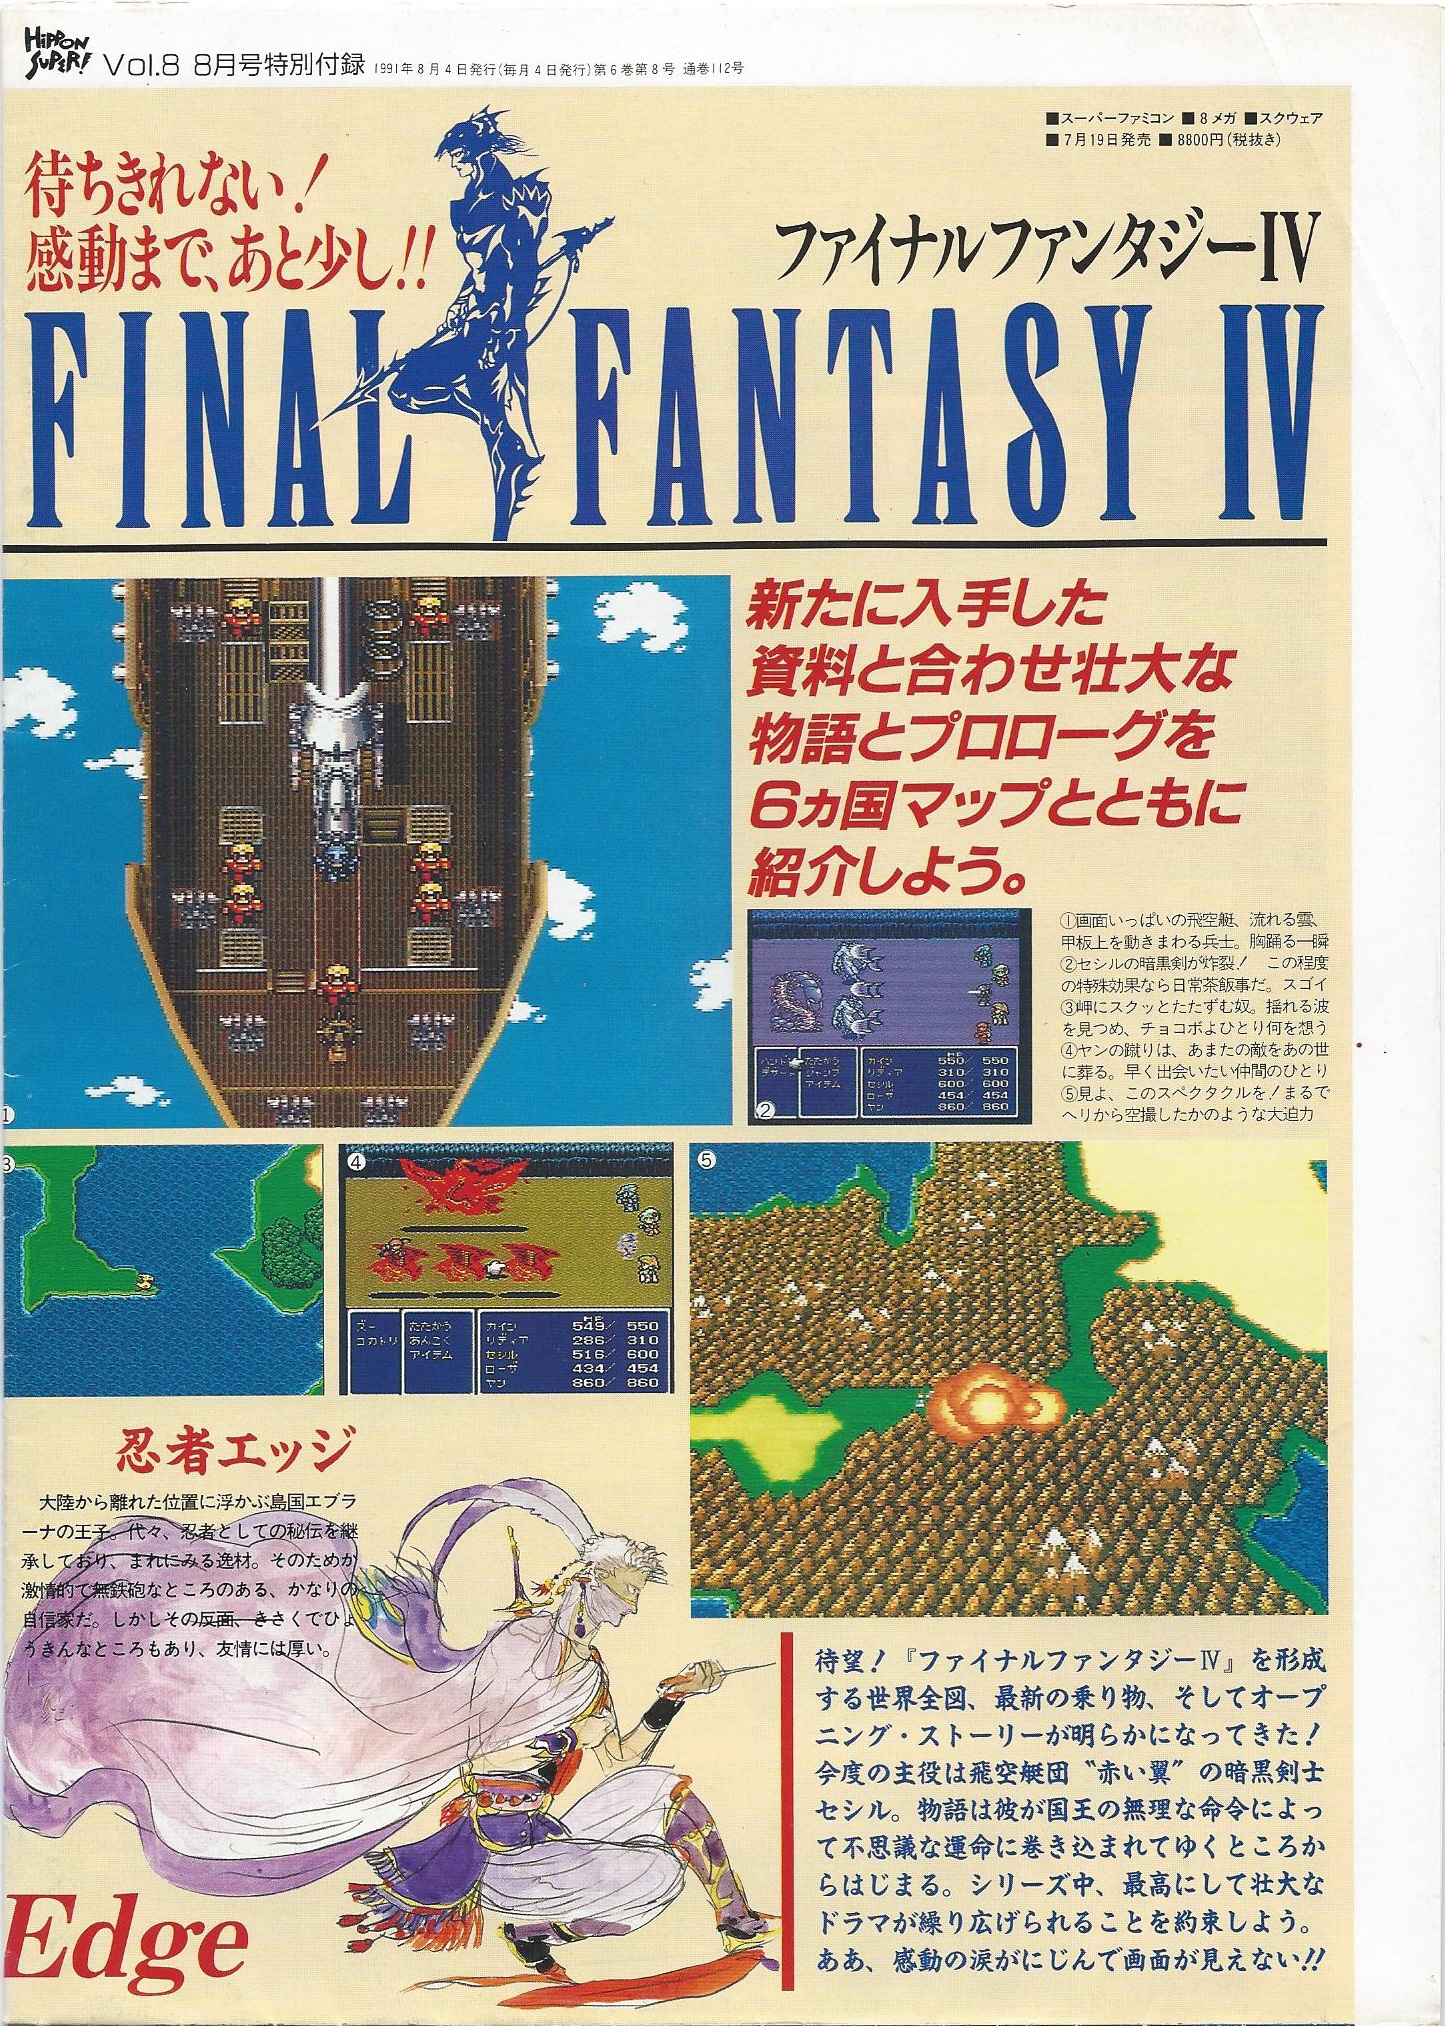 HiPPON SUPER! Vol.8 8月号特別付録 1991年8月4日発行(毎月4日発行)第6巻第8号 通巻112号
■スーパーファミコン ■8メガ ■スクウェア
■7月19日発売 ■8800円(税抜き)
待ちきれない!
感動まで、あと少し!!
ファイナルファンタジーIV
FINAL FANTASY IV
新たに入手した
資料と合わせ壮大な
物語とプロローグを
6ヵ国マップとともに
紹介しよう。
①画面いっぱいの飛空艇、流れる雲、
甲板上を動きまわる兵士。胸踊る一瞬
②セシルの暗黒剣が炸裂! この程度
の特殊効果なら日常茶飯事だ。スゴイ
③岬にスクッとたたずむ奴。揺れる波
を見つめ、チョコボよひとり何を想う
④ヤンの蹴りは、あまたの敵をあの世
に葬る。早く出会いたい仲間のひとり
⑤見よ、このスペクタクルを!まるで
ヘリから空撮したかのような大迫力
①
②
たたかう
ジャンプ
アイテム
HP
カイン 550/ 550
リディア 310/ 310
セシル 600/ 600
ローザ 454/ 454
ヤン 860/ 860
③
④
ズー
コカトリ
たたかう
あんこく
アイテム
HP
カイン 549/ 550
リディア 286/ 310
セシル 516/ 600
ローザ 434/ 454
ヤン 860/ 860
⑤
忍者エッジ
大陸から離れた位置に浮かぶ島国エブラ
ーナの王子。代々、忍者としての秘伝を継
承しており、まれにみる逸材。そのためか
激情的で無鉄砲なところのある、かなりの
自信家だ。しかしその反面、きさくでひょ
うきんなところもあり、友情には厚い。
Edge
待望!『ファイナルファンタジーⅣ』を形成
する世界全図、最新の乗り物、そしてオープ
ニング・ストーリーが明らかになってきた!
今度の主役は飛空艇団〝赤い翼〟の暗黒剣士
セシル。物語は彼が国王の無理な命令によっ
て不思議な運命に巻き込まれてゆくところか
らはじまる。シリーズ中、最高にして壮大な
ドラマが繰り広げられることを約束しよう。
ああ、感動の涙がにじんで画面が見えない!!